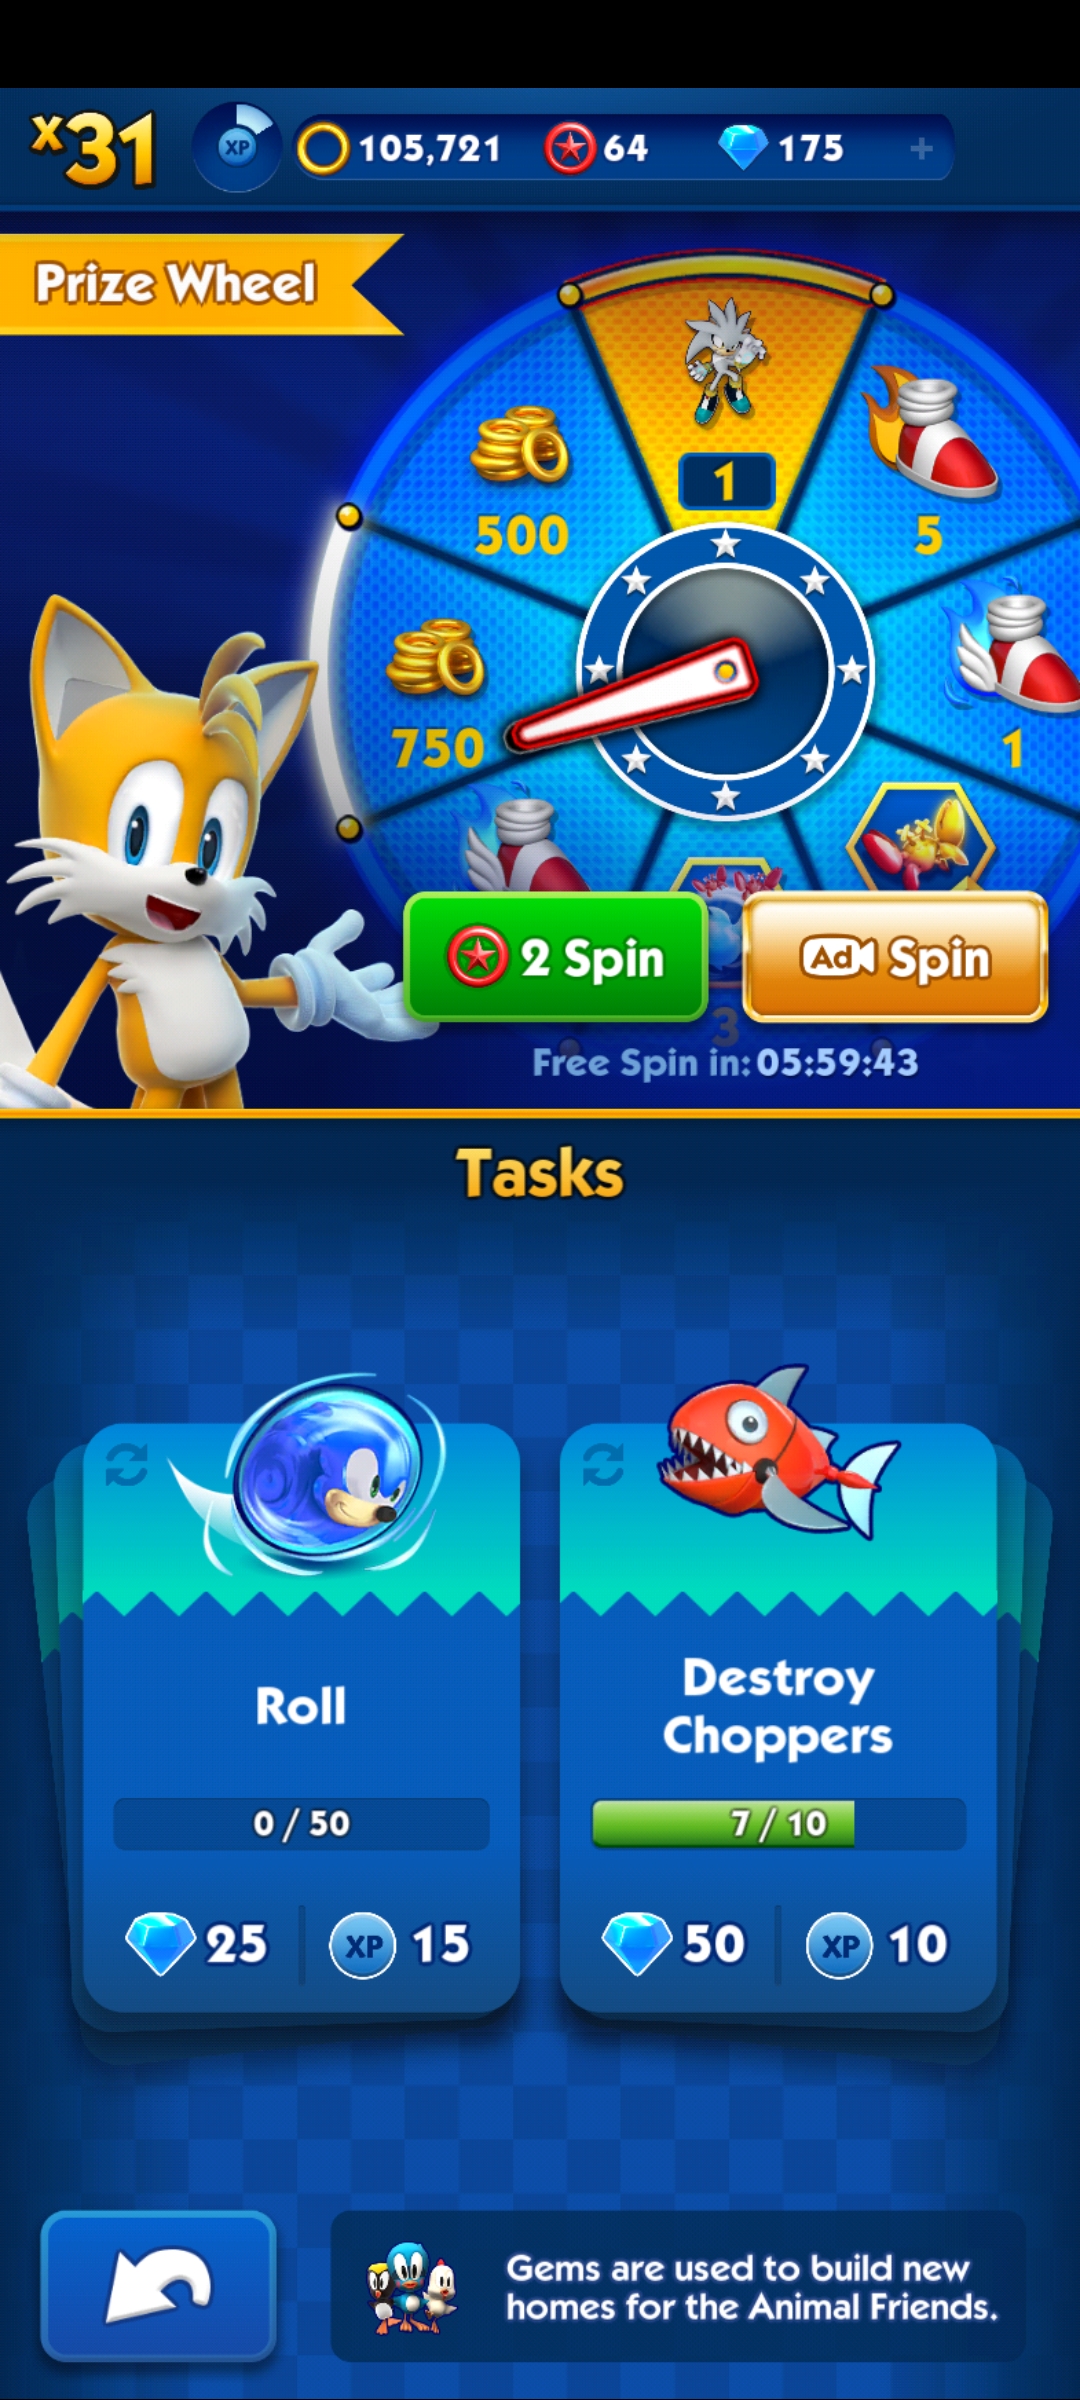 x31
XP
105,721
64
175
+
Prize Wheel
1
500
5
750
1
2 Spin
Ad Spin
3
Free Spin in: 05:59:43
Tasks
Roll
0 / 50
25
XP 15
Destroy
Choppers
7 / 10
50
XP 10
Gems are used to build new
homes for the Animal Friends.